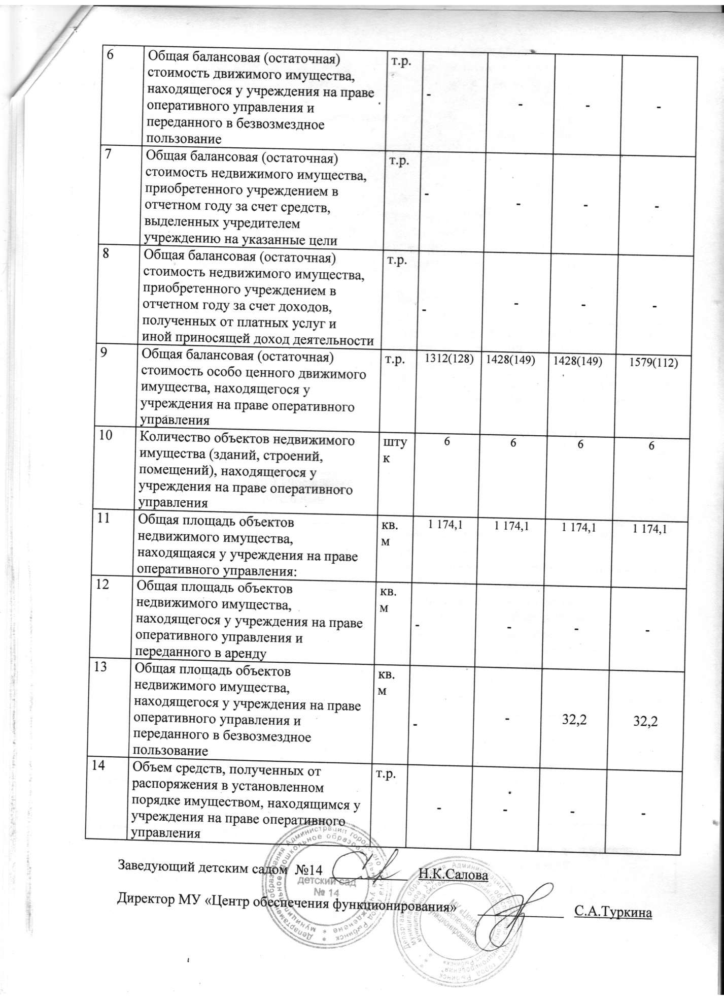 6 Общая балансовая (остаточная) т.р.
стоимость движимого имущества,
находящегося у учреждения на праве
оперативного управления и
переданного в безвозмездное
пользование
- - - -
7 Общая балансовая (остаточная) т.р.
стоимость недвижимого имущества,
приобретенного учреждением в
отчетном году за счет средств,
выделенных учредителем
учреждению на указанные цели
- - - -
8 Общая балансовая (остаточная) т.р.
стоимость недвижимого имущества,
приобретенного учреждением в
отчетном году за счет доходов,
полученных от платных услуг и
иной приносящей доход деятельности
- - - -
9 Общая балансовая (остаточная) т.р. 1312(128) 1428(149) 1428(149) 1579(112)
стоимость особо ценного движимого
имущества, находящегося у
учреждения на праве оперативного
управления
10 Количество объектов недвижимого шту 6 6 6 6
имущества (зданий, строений, к
помещений), находящегося у
учреждения на праве оперативного
управления
11 Общая площадь объектов кв. 1 174,1 1 174,1 1 174,1 1 174,1
недвижимого имущества, м
находящаяся у учреждения на праве
оперативного управления:
12 Общая площадь объектов кв.
недвижимого имущества, м
находящегося у учреждения на праве
оперативного управления и
переданного в аренду
- - - -
13 Общая площадь объектов кв.
недвижимого имущества, м
находящегося у учреждения на праве
оперативного управления и
переданного в безвозмездное
пользование
- - 32,2 32,2
14 Объем средств, полученных от т.р.
распоряжения в установленном
порядке имуществом, находящимся у
учреждения на праве оперативного
управления
- - - -
Заведующий детским садом №14 Н.К.Салова
детский сад
№ 14
Директор МУ «Центр обеспечения функционирования» С.А.Туркина
МУ «Центр
обеспечения
функционирования»